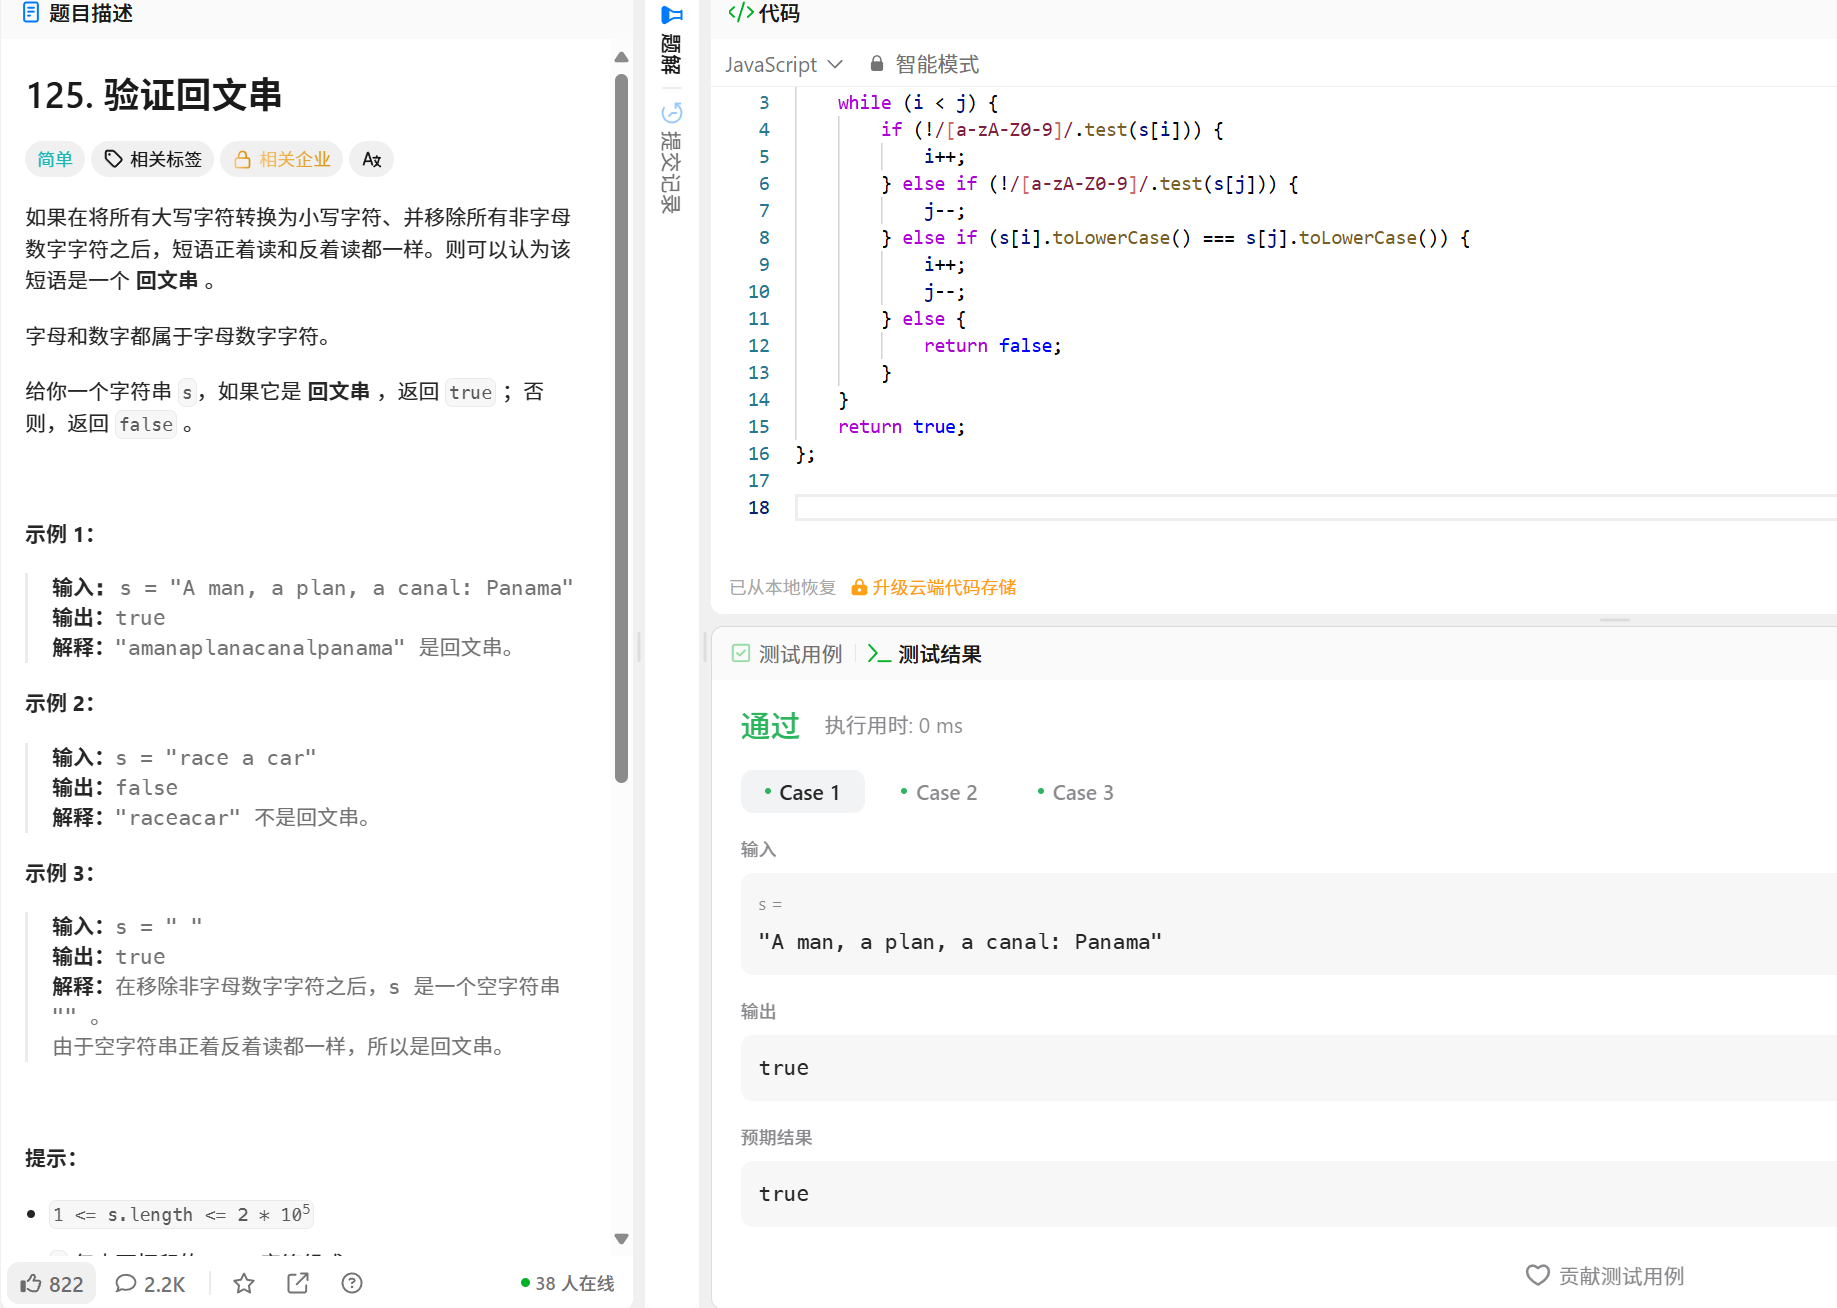 题目描述
125. 验证回文串
简单 相关标签 相关企业
如果在将所有大写字符转换为小写字符、并移除所有非字母
数字字符之后，短语正着读和反着读都一样。则可以认为该
短语是一个 回文串 。
字母和数字都属于字母数字字符。
给你一个字符串 s，如果它是 回文串 ，返回 true ；否
则，返回 false 。
示例 1：
输入: s = "A man, a plan, a canal: Panama"
输出：true
解释："amanaplanacanalpanama" 是回文串。
示例 2：
输入：s = "race a car"
输出：false
解释："raceacar" 不是回文串。
示例 3：
输入：s = " "
输出：true
解释：在移除非字母数字字符之后，s 是一个空字符串
"" 。
由于空字符串正着反着读都一样，所以是回文串。
提示：
1 <= s.length <= 2 * 10⁵
822 2.2K 38 人在线
题解
提交记录
</> 代码
JavaScript 智能模式
3 while (i < j) {
4 if (!/[a-zA-Z0-9]/.test(s[i])) {
5 i++;
6 } else if (!/[a-zA-Z0-9]/.test(s[j])) {
7 j--;
8 } else if (s[i].toLowerCase() === s[j].toLowerCase()) {
9 i++;
10 j--;
11 } else {
12 return false;
13 }
14 }
15 return true;
16 };
17
18
已从本地恢复 升级云端代码存储
测试用例 >_ 测试结果
通过 执行用时: 0 ms
Case 1 Case 2 Case 3
输入
s =
"A man, a plan, a canal: Panama"
输出
true
预期结果
true
贡献测试用例